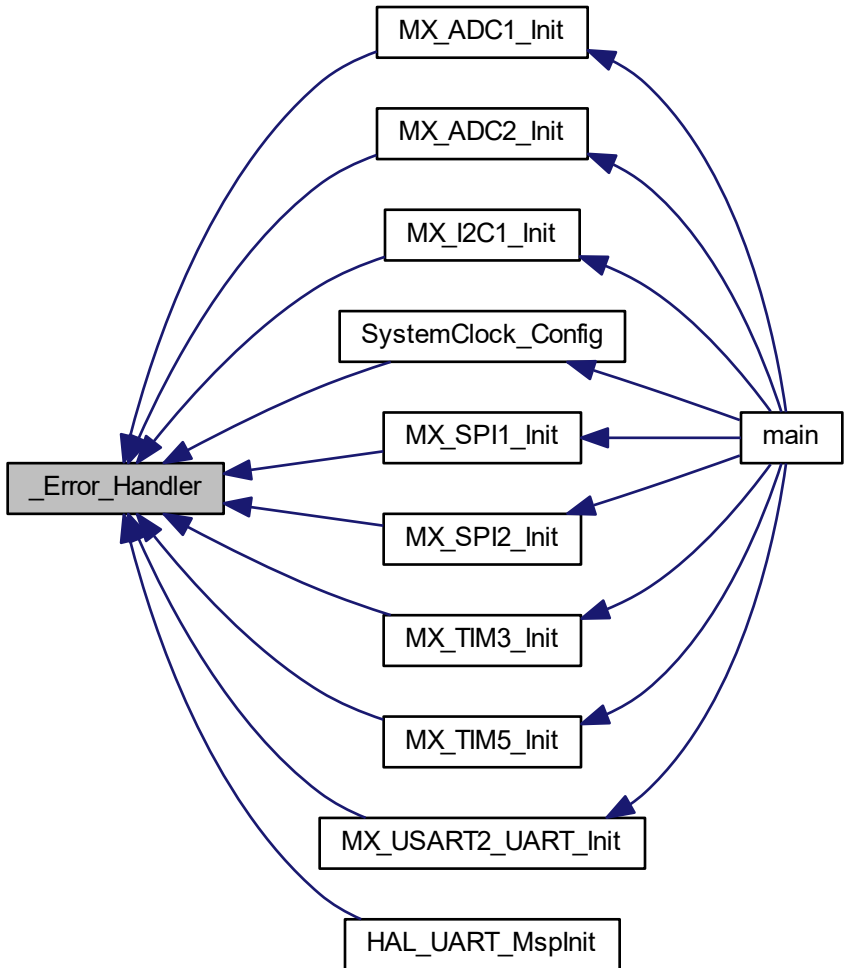 MX_ADC1_Init
MX_ADC2_Init
MX_I2C1_Init
SystemClock_Config
main
MX_SPI1_Init
_Error_Handler
MX_SPI2_Init
MX_TIM3_Init
MX_TIM5_Init
MX_USART2_UART_Init
HAL_UART_MspInit